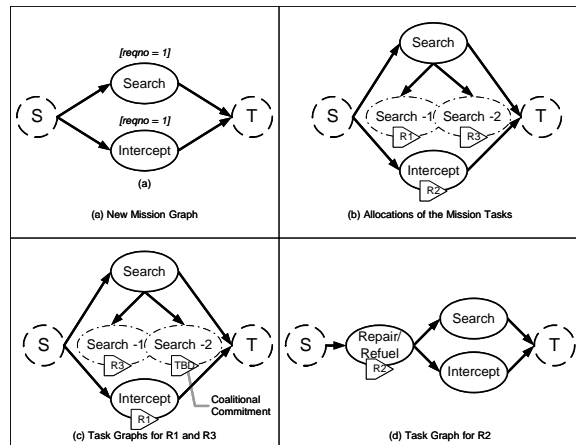 [reqno = 1]
Search
S
T
[reqno = 1]
Intercept
(a)
(a) New Mission Graph
Search
S
Search -1
Search -2
T
R1
R3
Intercept
R2
(b) Allocations of the Mission Tasks
Search
S
Search -1
Search -2
T
R3
TBD
Intercept
R1
Coalitional
Commitment
(c) Task Graphs for R1 and R3
Search
S
Repair/
Refuel
R2
T
Intercept
(d) Task Graph for R2